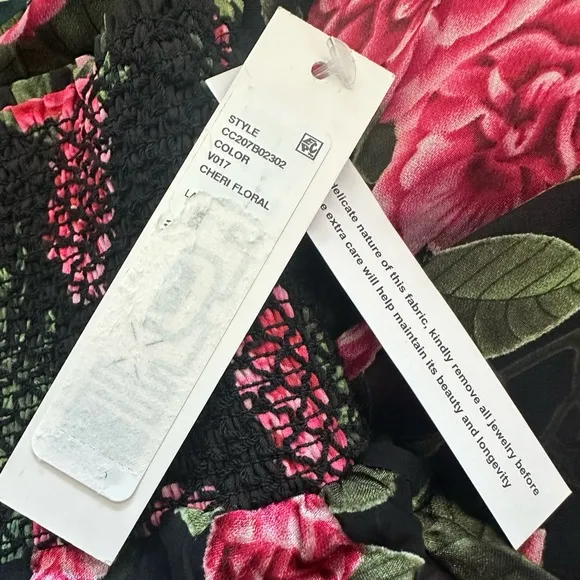 STYLE
CC207B02302
COLOR
V017
CHERI FLORAL
delicate nature of this fabric, kindly remove all jewelry before
extra care will help maintain its beauty and longevity